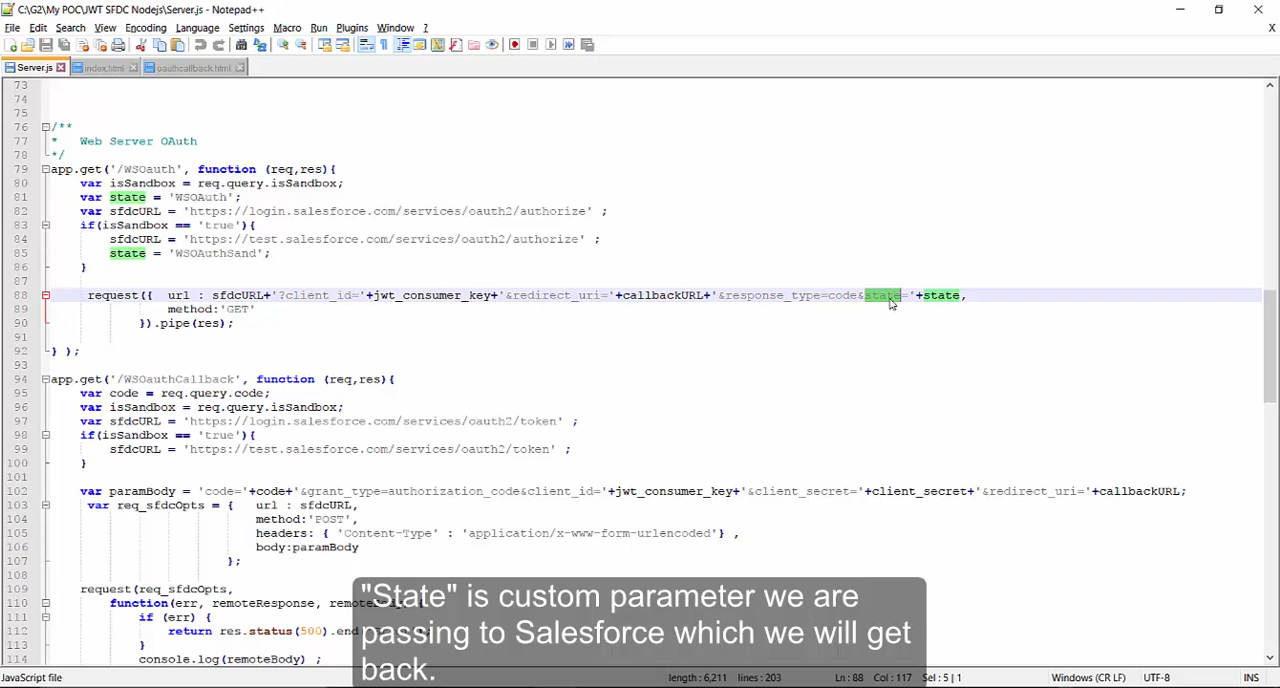 C:\G2\My POC\JWT SFDC Nodejs\Server.js - Notepad++
File Edit Search View Encoding Language Settings Macro Run Plugins Window ? X
Server.js index.html oauthcallback.html
73
74
75
76 /**
77 * Web Server OAuth
78 */
79 app.get('/WSOauth', function (req,res){
80 var isSandbox = req.query.isSandbox;
81 var state = 'WSOAuth';
82 var sfdcURL = 'https://login.salesforce.com/services/oauth2/authorize' ;
83 if(isSandbox == 'true'){
84 sfdcURL = 'https://test.salesforce.com/services/oauth2/authorize' ;
85 state = 'WSOAuthSand';
86 }
87
88 request({ url : sfdcURL+'?client_id='+jwt_consumer_key+'&redirect_uri='+callbackURL+'&response_type=code&state='+state,
89 method:'GET'
90 }).pipe(res);
91
92 } );
93
94 app.get('/WSOauthCallback', function (req,res){
95 var code = req.query.code;
96 var isSandbox = req.query.isSandbox;
97 var sfdcURL = 'https://login.salesforce.com/services/oauth2/token' ;
98 if(isSandbox == 'true'){
99 sfdcURL = 'https://test.salesforce.com/services/oauth2/token' ;
100 }
101
102 var paramBody = 'code='+code+'&grant_type=authorization_code&client_id='+jwt_consumer_key+'&client_secret='+client_secret+'&redirect_uri='+callbackURL;
103 var req_sfdcOpts = { url : sfdcURL,
104 method:'POST',
105 headers: { 'Content-Type' : 'application/x-www-form-urlencoded'} ,
106 body:paramBody
107 };
108
109 request(req_sfdcOpts,
110 function(err, remoteResponse,
111 if (err) {
112 return res.status(500).
113 }
114 console.log(remoteBody) ;
"State" is custom parameter we are
passing to Salesforce which we will get
back.
JavaScript file length : 6,211 lines : 203 Ln : 88 Col : 117 Sel : 5 | 1 Windows (CR LF) UTF-8 INS